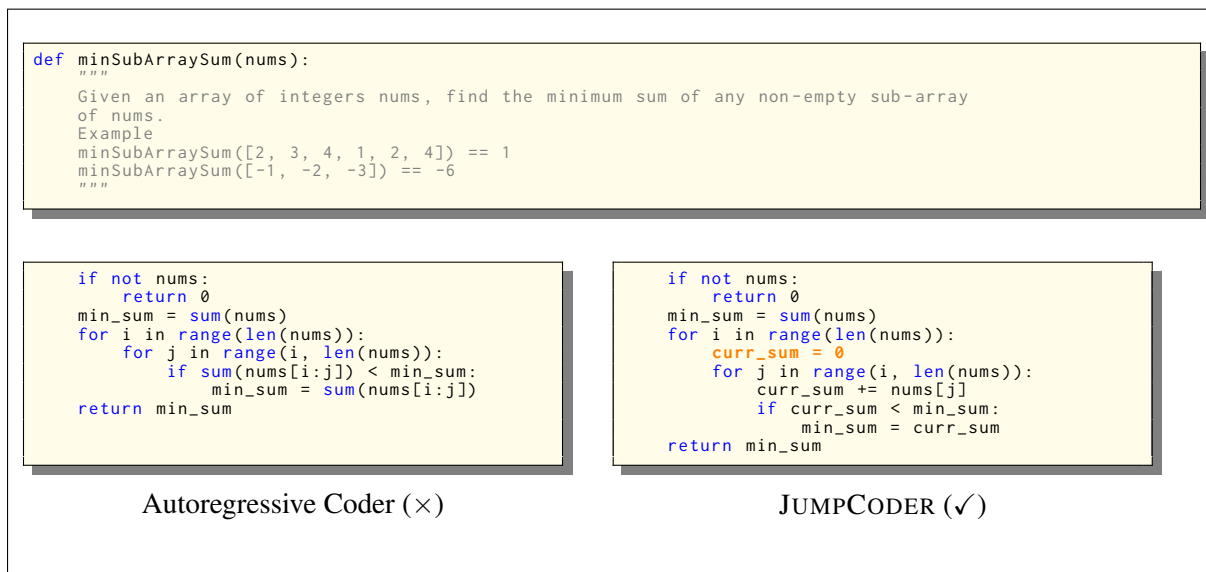 def minSubArraySum(nums):
    """
    Given an array of integers nums, find the minimum sum of any non-empty sub-array
    of nums.
    Example
    minSubArraySum([2, 3, 4, 1, 2, 4]) == 1
    minSubArraySum([-1, -2, -3]) == -6
    """
    if not nums:
        return 0
    min_sum = sum(nums)
    for i in range(len(nums)):
        for j in range(i, len(nums)):
            if sum(nums[i:j]) < min_sum:
                min_sum = sum(nums[i:j])
    return min_sum
Autoregressive Coder (×)
    if not nums:
        return 0
    min_sum = sum(nums)
    for i in range(len(nums)):
        curr_sum = 0
        for j in range(i, len(nums)):
            curr_sum += nums[j]
            if curr_sum < min_sum:
                min_sum = curr_sum
    return min_sum
JUMPCODER (✓)